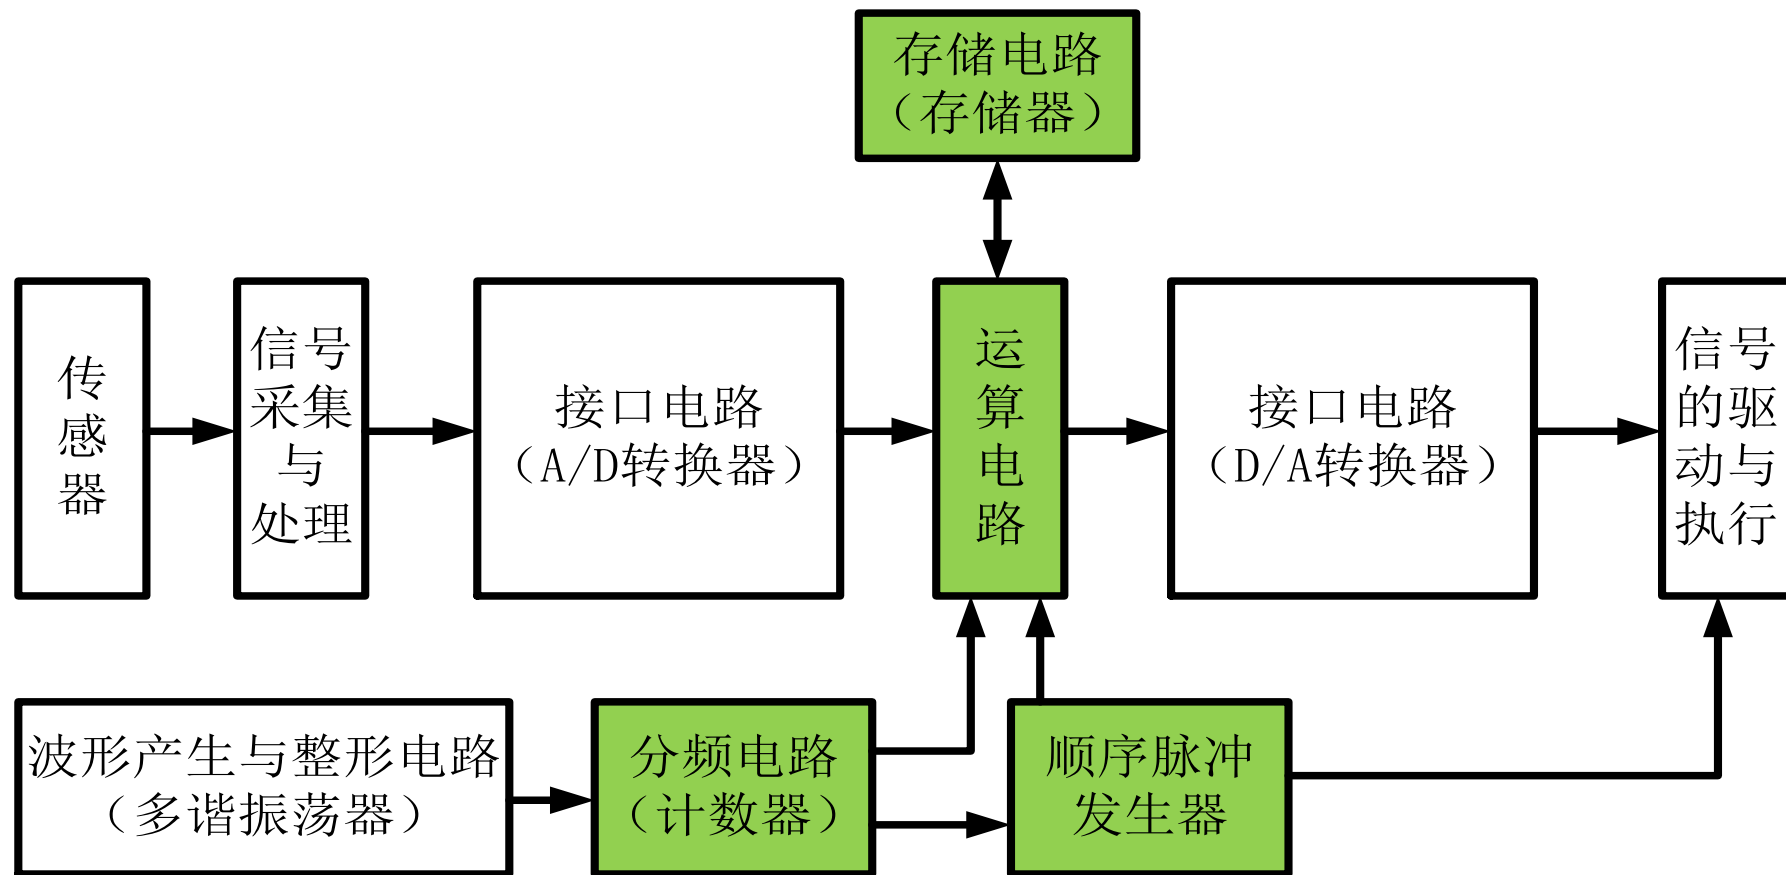 存储电路
（存储器）
传
感
器
信号
采集
与
处理
接口电路
（A/D转换器）
运
算
电
路
接口电路
（D/A转换器）
信号
的驱
动与
执行
波形产生与整形电路
（多谐振荡器）
分频电路
（计数器）
顺序脉冲
发生器